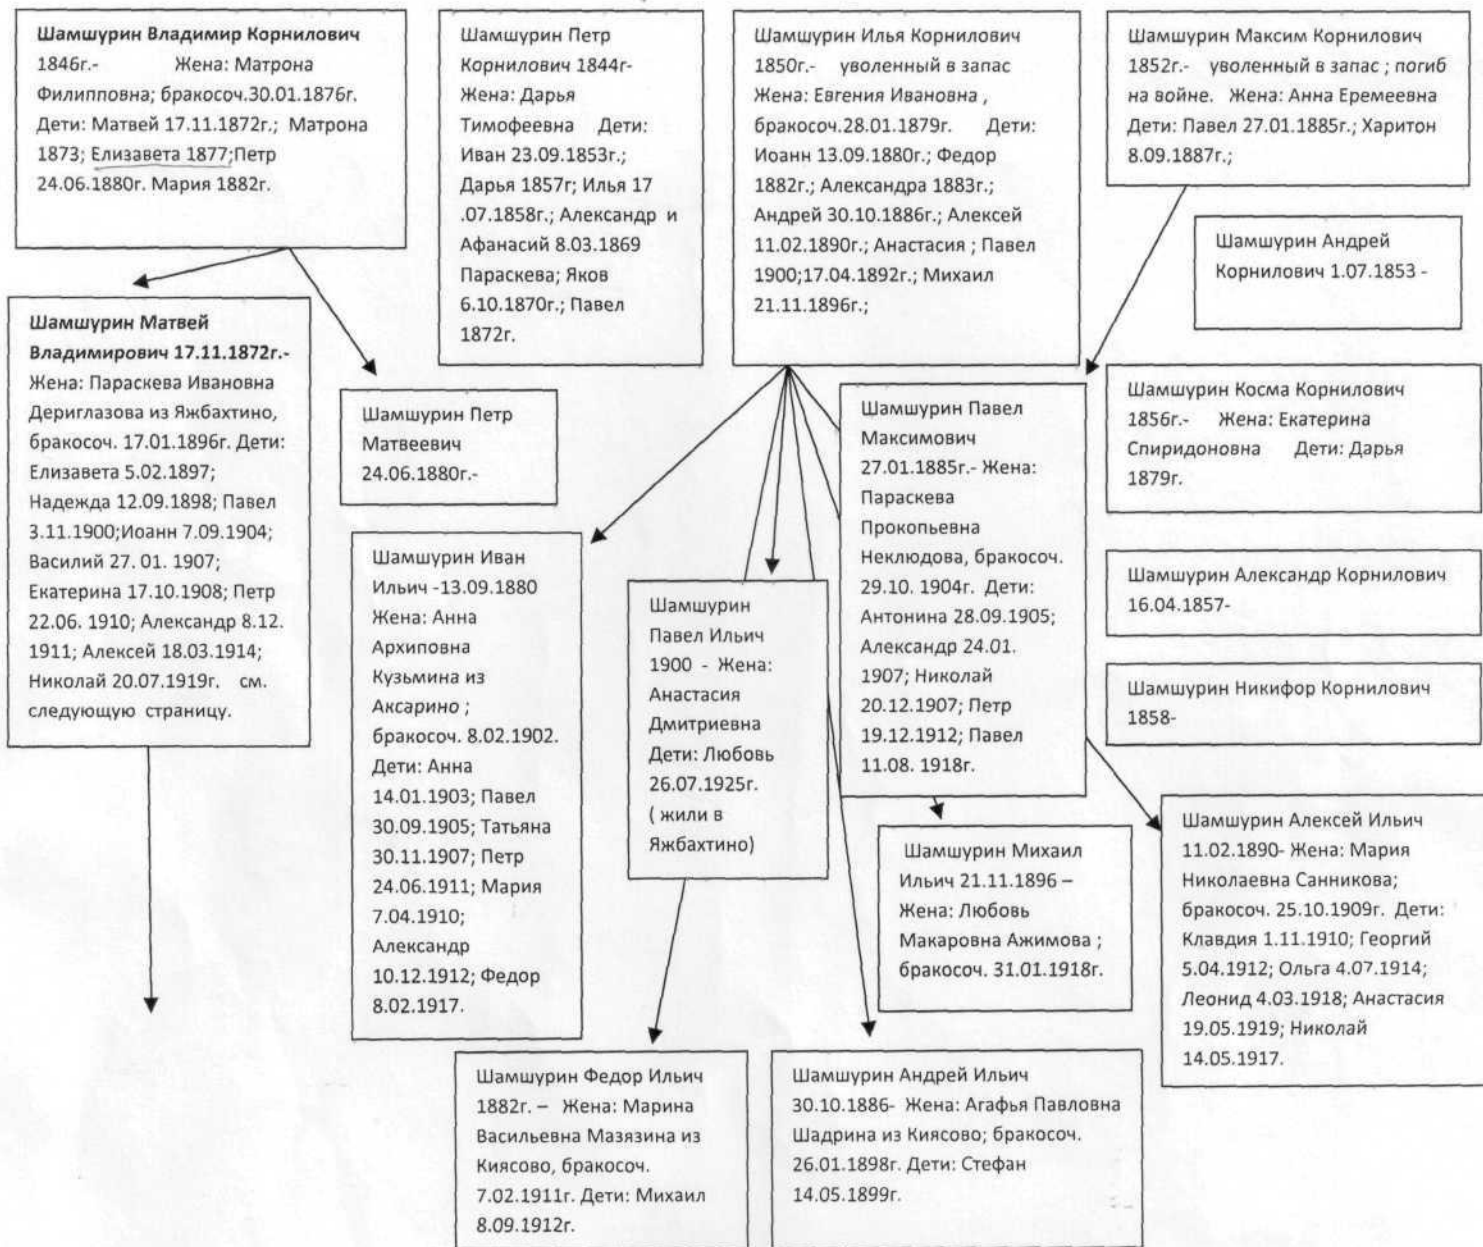 Шамшурин Владимир Корнилович
1846г.- Жена: Матрона
Филипповна; бракосоч.30.01.1876г.
Дети: Матвей 17.11.1872г.; Матрона
1873; Елизавета 1877;Петр
24.06.1880г. Мария 1882г.
Шамшурин Петр
Корнилович 1844г-
Жена: Дарья
Тимофеевна Дети:
Иван 23.09.1853г.;
Дарья 1857г; Илья 17
.07.1858г.; Александр и
Афанасий 8.03.1869
Параскева; Яков
6.10.1870г.; Павел
1872г.
Шамшурин Илья Корнилович
1850г.- уволенный в запас
Жена: Евгения Ивановна ,
бракосоч.28.01.1879г. Дети:
Иоанн 13.09.1880г.; Федор
1882г.; Александра 1883г.;
Андрей 30.10.1886г.; Алексей
11.02.1890г.; Анастасия ; Павел
1900;17.04.1892г.; Михаил
21.11.1896г.;
Шамшурин Максим Корнилович
1852г.- уволенный в запас ; погиб
на войне. Жена: Анна Еремеевна
Дети: Павел 27.01.1885г.; Харитон
8.09.1887г.;
Шамшурин Андрей
Корнилович 1.07.1853 -
Шамшурин Матвей
Владимирович 17.11.1872г.-
Жена: Параскева Ивановна
Дериглазова из Яжбахтино,
бракосоч. 17.01.1896г. Дети:
Елизавета 5.02.1897;
Надежда 12.09.1898; Павел
3.11.1900;Иоанн 7.09.1904;
Василий 27. 01. 1907;
Екатерина 17.10.1908; Петр
22.06. 1910; Александр 8.12.
1911; Алексей 18.03.1914;
Николай 20.07.1919г. см.
следующую страницу.
Шамшурин Петр
Матвеевич
24.06.1880г.-
Шамшурин Павел
Максимович
27.01.1885г.- Жена:
Параскева
Прокопьевна
Неклюдова, бракосоч.
29.10. 1904г. Дети:
Антонина 28.09.1905;
Александр 24.01.
1907; Николай
20.12.1907; Петр
19.12.1912; Павел
11.08. 1918г.
Шамшурин Косма Корнилович
1856г.- Жена: Екатерина
Спиридоновна Дети: Дарья
1879г.
Шамшурин Александр Корнилович
16.04.1857-
Шамшурин Никифор Корнилович
1858-
Шамшурин Иван
Ильич -13.09.1880
Жена: Анна
Архиповна
Кузьмина из
Аксарино ;
бракосоч. 8.02.1902.
Дети: Анна
14.01.1903; Павел
30.09.1905; Татьяна
30.11.1907; Петр
24.06.1911; Мария
7.04.1910;
Александр
10.12.1912; Федор
8.02.1917.
Шамшурин
Павел Ильич
1900 - Жена:
Анастасия
Дмитриевна
Дети: Любовь
26.07.1925г.
( жили в
Яжбахтино)
Шамшурин Михаил
Ильич 21.11.1896 –
Жена: Любовь
Макаровна Ажимова ;
бракосоч. 31.01.1918г.
Шамшурин Алексей Ильич
11.02.1890- Жена: Мария
Николаевна Санникова;
бракосоч. 25.10.1909г. Дети:
Клавдия 1.11.1910; Георгий
5.04.1912; Ольга 4.07.1914;
Леонид 4.03.1918; Анастасия
19.05.1919; Николай
14.05.1917.
Шамшурин Федор Ильич
1882г. – Жена: Марина
Васильевна Мазязина из
Киясово, бракосоч.
7.02.1911г. Дети: Михаил
8.09.1912г.
Шамшурин Андрей Ильич
30.10.1886- Жена: Агафья Павловна
Шадрина из Киясово; бракосоч.
26.01.1898г. Дети: Стефан
14.05.1899г.